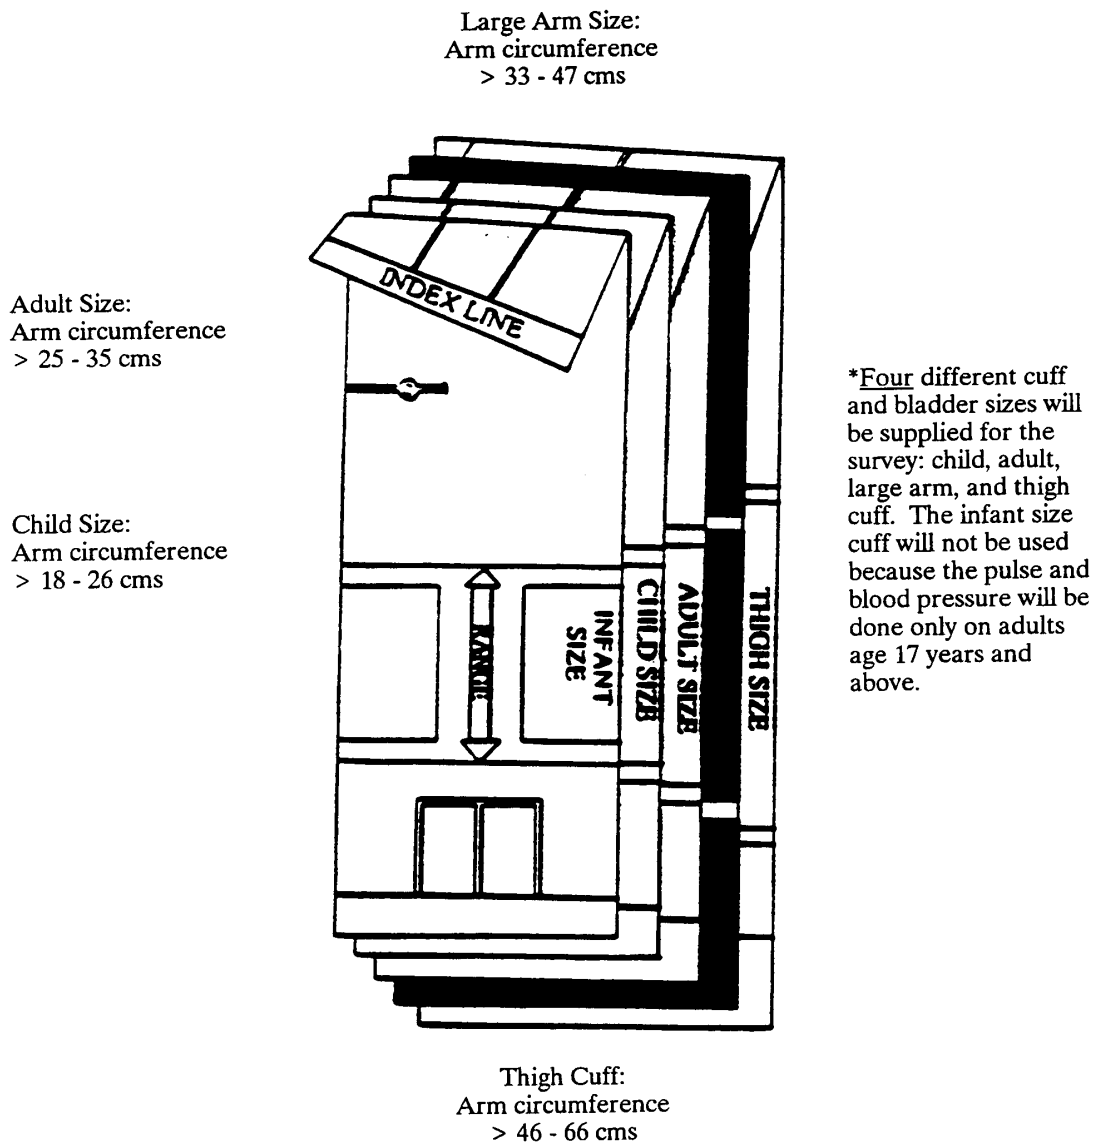 Large Arm Size:
Arm circumference
> 33 - 47 cms
Adult Size:
Arm circumference
> 25 - 35 cms
Child Size:
Arm circumference
> 18 - 26 cms
INDEX LINE
RANGE
INFANT
SIZE
CHILD SIZE
ADULT SIZE
THIGH SIZE
*Four different cuff
and bladder sizes will
be supplied for the
survey: child, adult,
large arm, and thigh
cuff. The infant size
cuff will not be used
because the pulse and
blood pressure will be
done only on adults
age 17 years and
above.
Thigh Cuff:
Arm circumference
> 46 - 66 cms